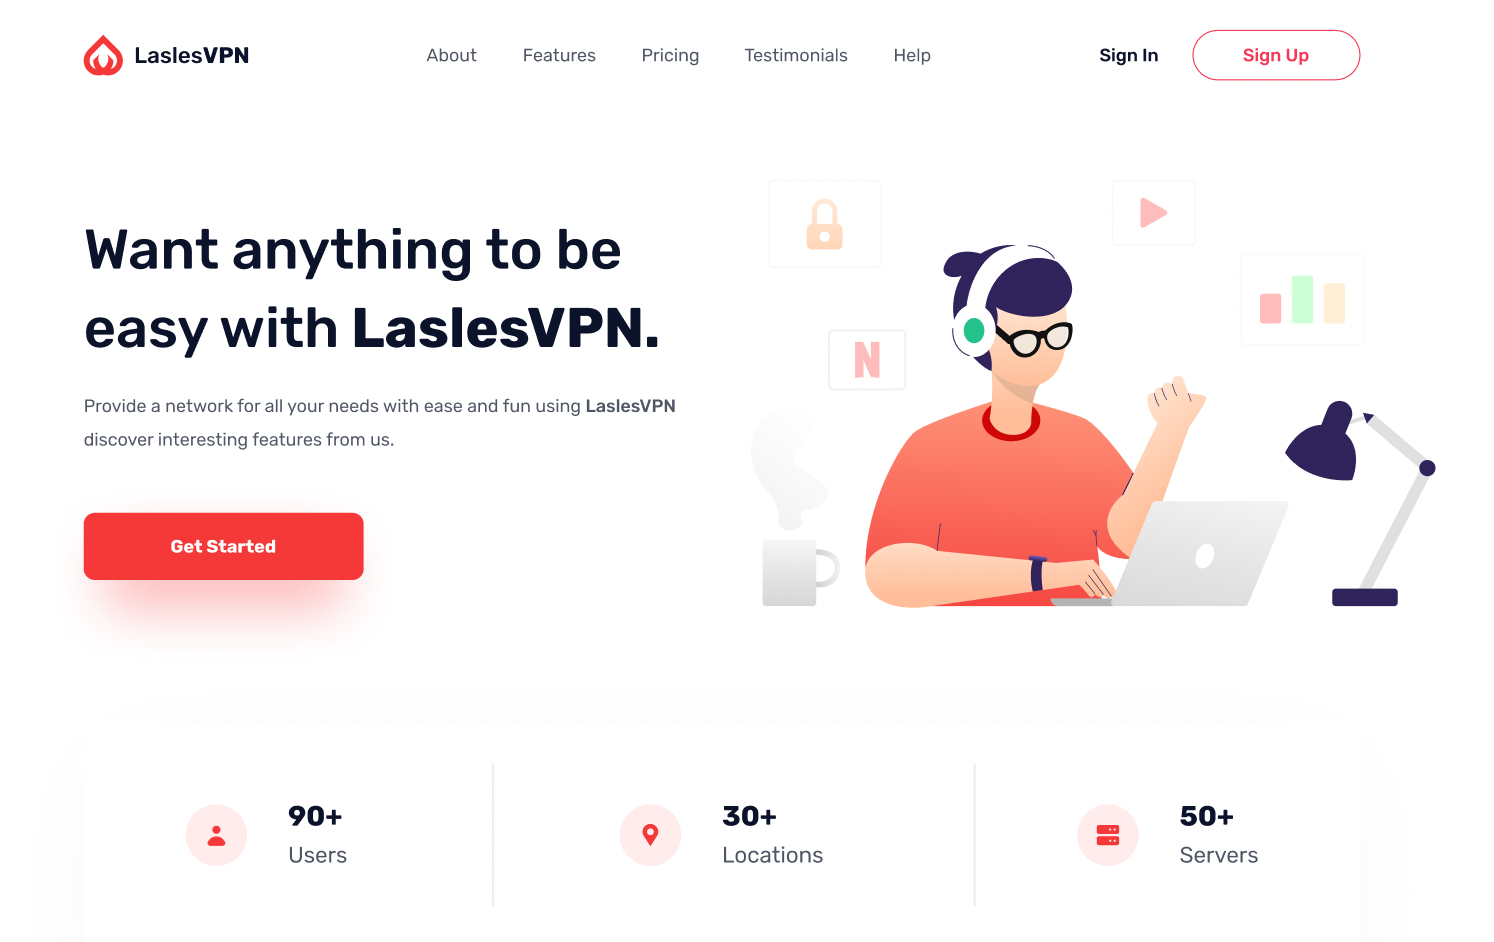 LaslesVPN
About Features Pricing Testimonials Help
Sign In Sign Up
Want anything to be
easy with LaslesVPN.
Provide a network for all your needs with ease and fun using LaslesVPN
discover interesting features from us.
Get Started
N
90+
Users
30+
Locations
50+
Servers